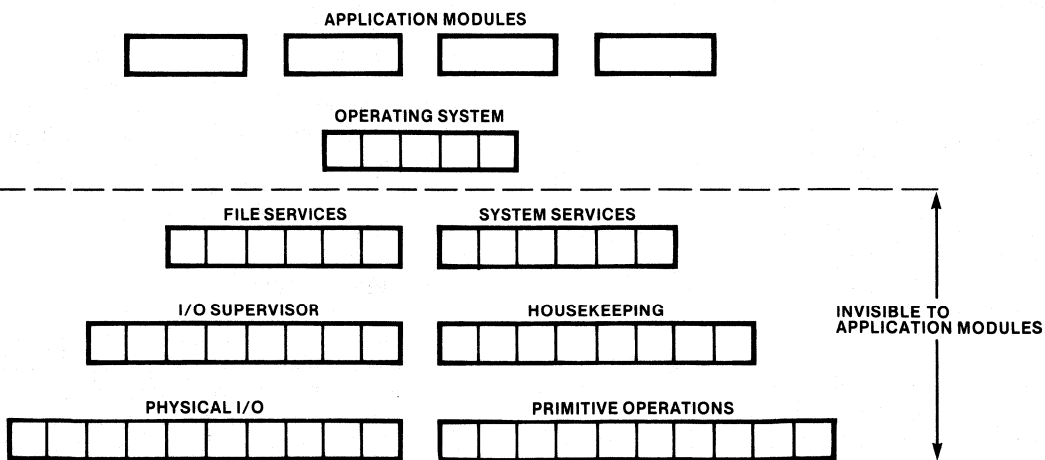 APPLICATION MODULES
OPERATING SYSTEM
FILE SERVICES
SYSTEM SERVICES
I/O SUPERVISOR
HOUSEKEEPING
INVISIBLE TO
APPLICATION MODULES
PHYSICAL I/O
PRIMITIVE OPERATIONS